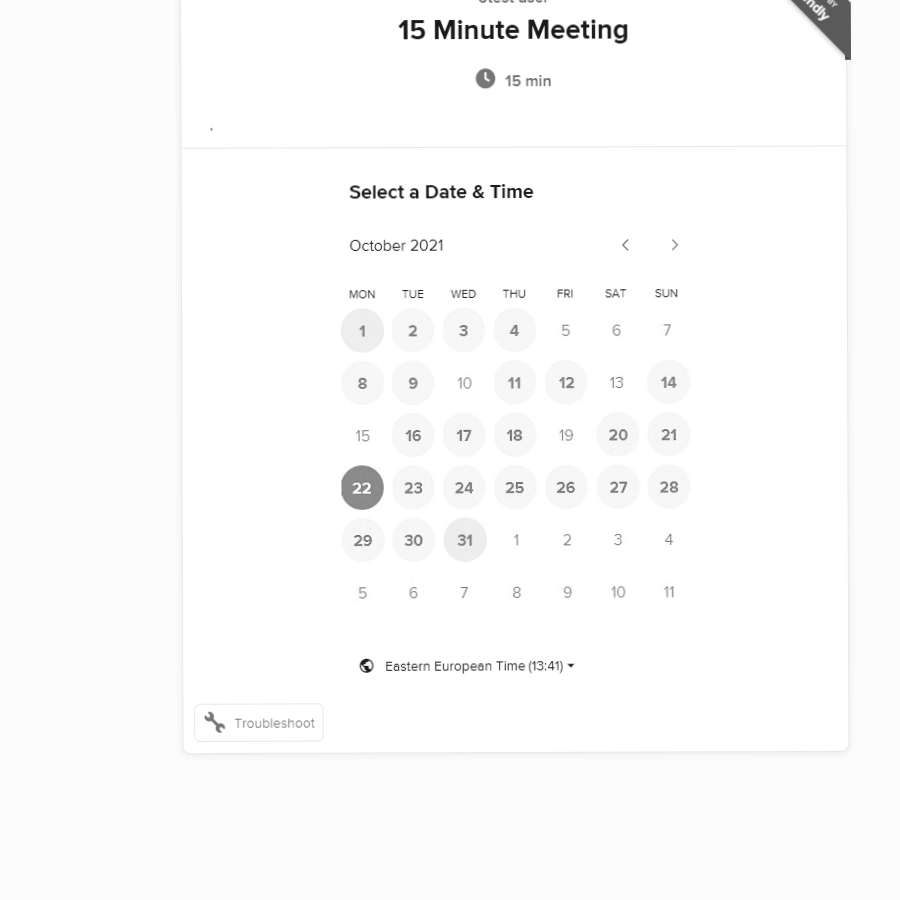 15 Minute Meeting
15 min
.
Select a Date & Time
October 2021
MON TUE WED THU FRI SAT SUN
1 2 3 4 5 6 7
8 9 10 11 12 13 14
15 16 17 18 19 20 21
22 23 24 25 26 27 28
29 30 31 1 2 3 4
5 6 7 8 9 10 11
Eastern European Time (13:41)
Troubleshoot